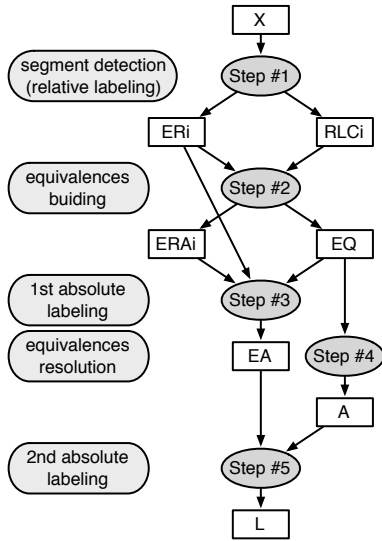 X
segment detection
(relative labeling)
Step #1
ERi
RLCi
equivalences
buiding
Step #2
ERAi
EQ
1st absolute
labeling
Step #3
equivalences
resolution
EA
Step #4
A
2nd absolute
labeling
Step #5
L